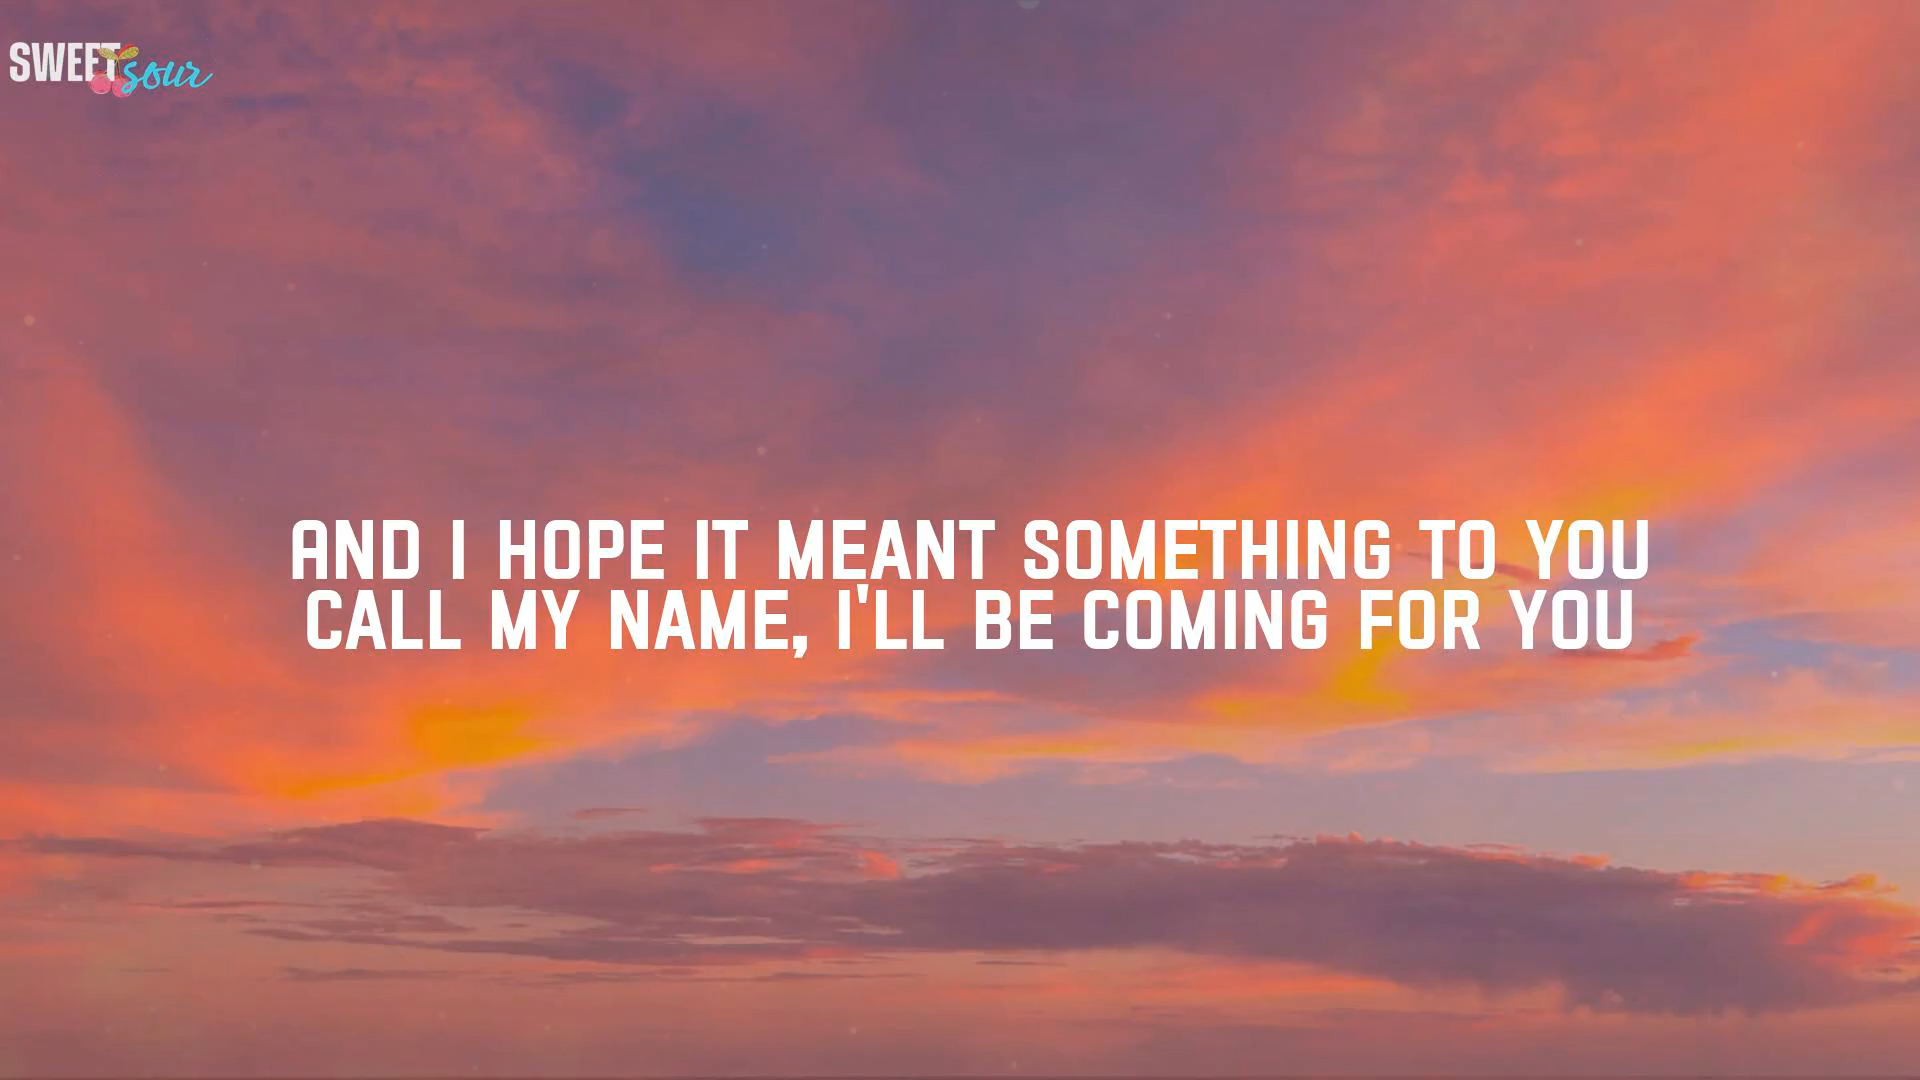 SWEET sour
AND I HOPE IT MEANT SOMETHING TO YOU
CALL MY NAME, I'LL BE COMING FOR YOU